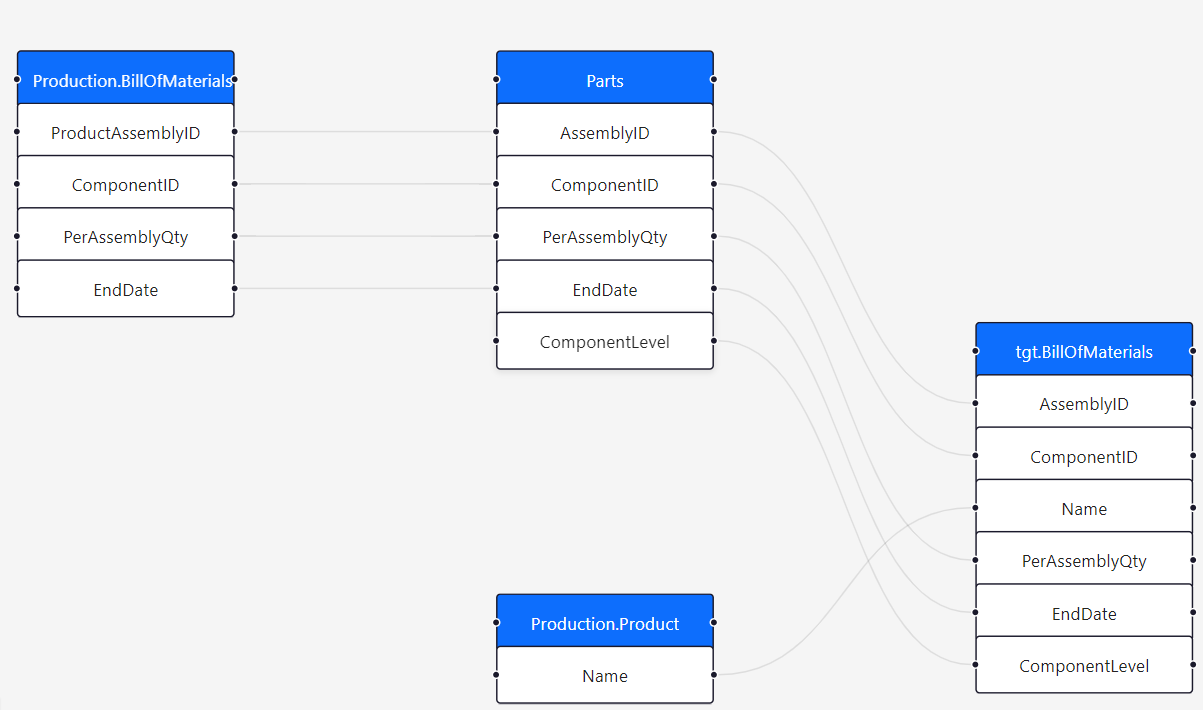 Production.BillOfMaterials
ProductAssemblyID
ComponentID
PerAssemblyQty
EndDate
Parts
AssemblyID
ComponentID
PerAssemblyQty
EndDate
ComponentLevel
Production.Product
Name
tgt.BillOfMaterials
AssemblyID
ComponentID
Name
PerAssemblyQty
EndDate
ComponentLevel